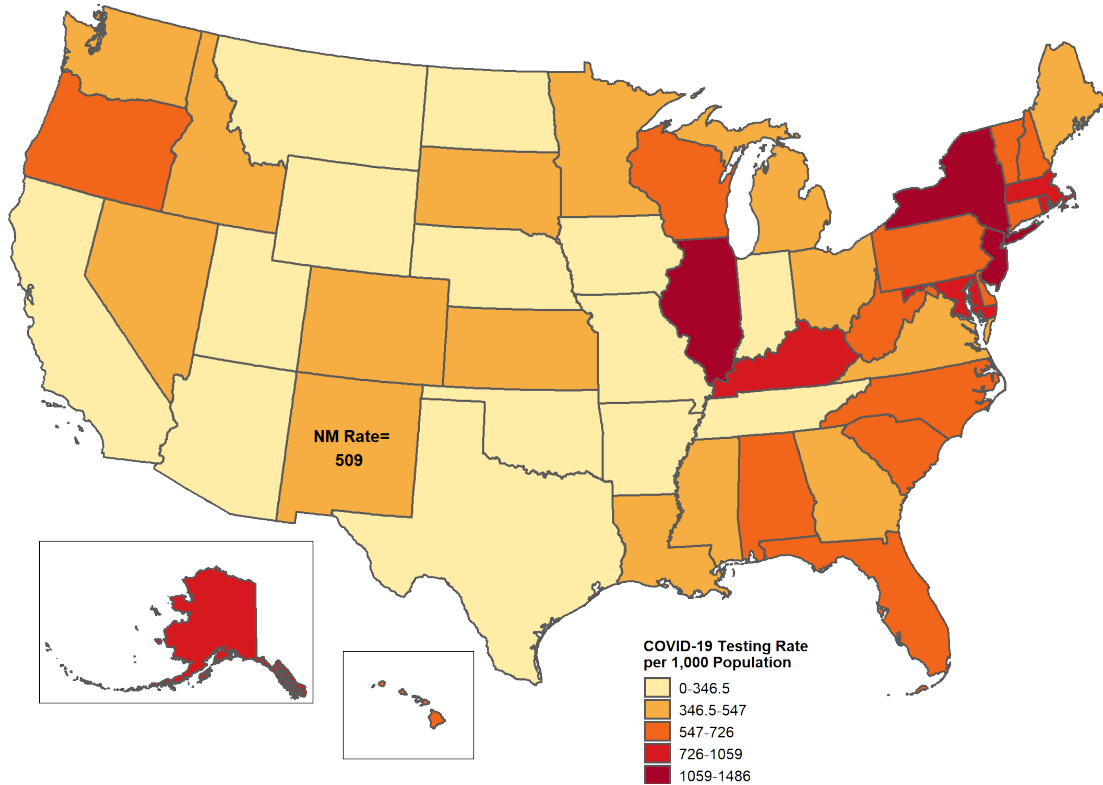 NM Rate=
509
COVID-19 Testing Rate
per 1,000 Population
0-346.5
346.5-547
547-726
726-1059
1059-1486